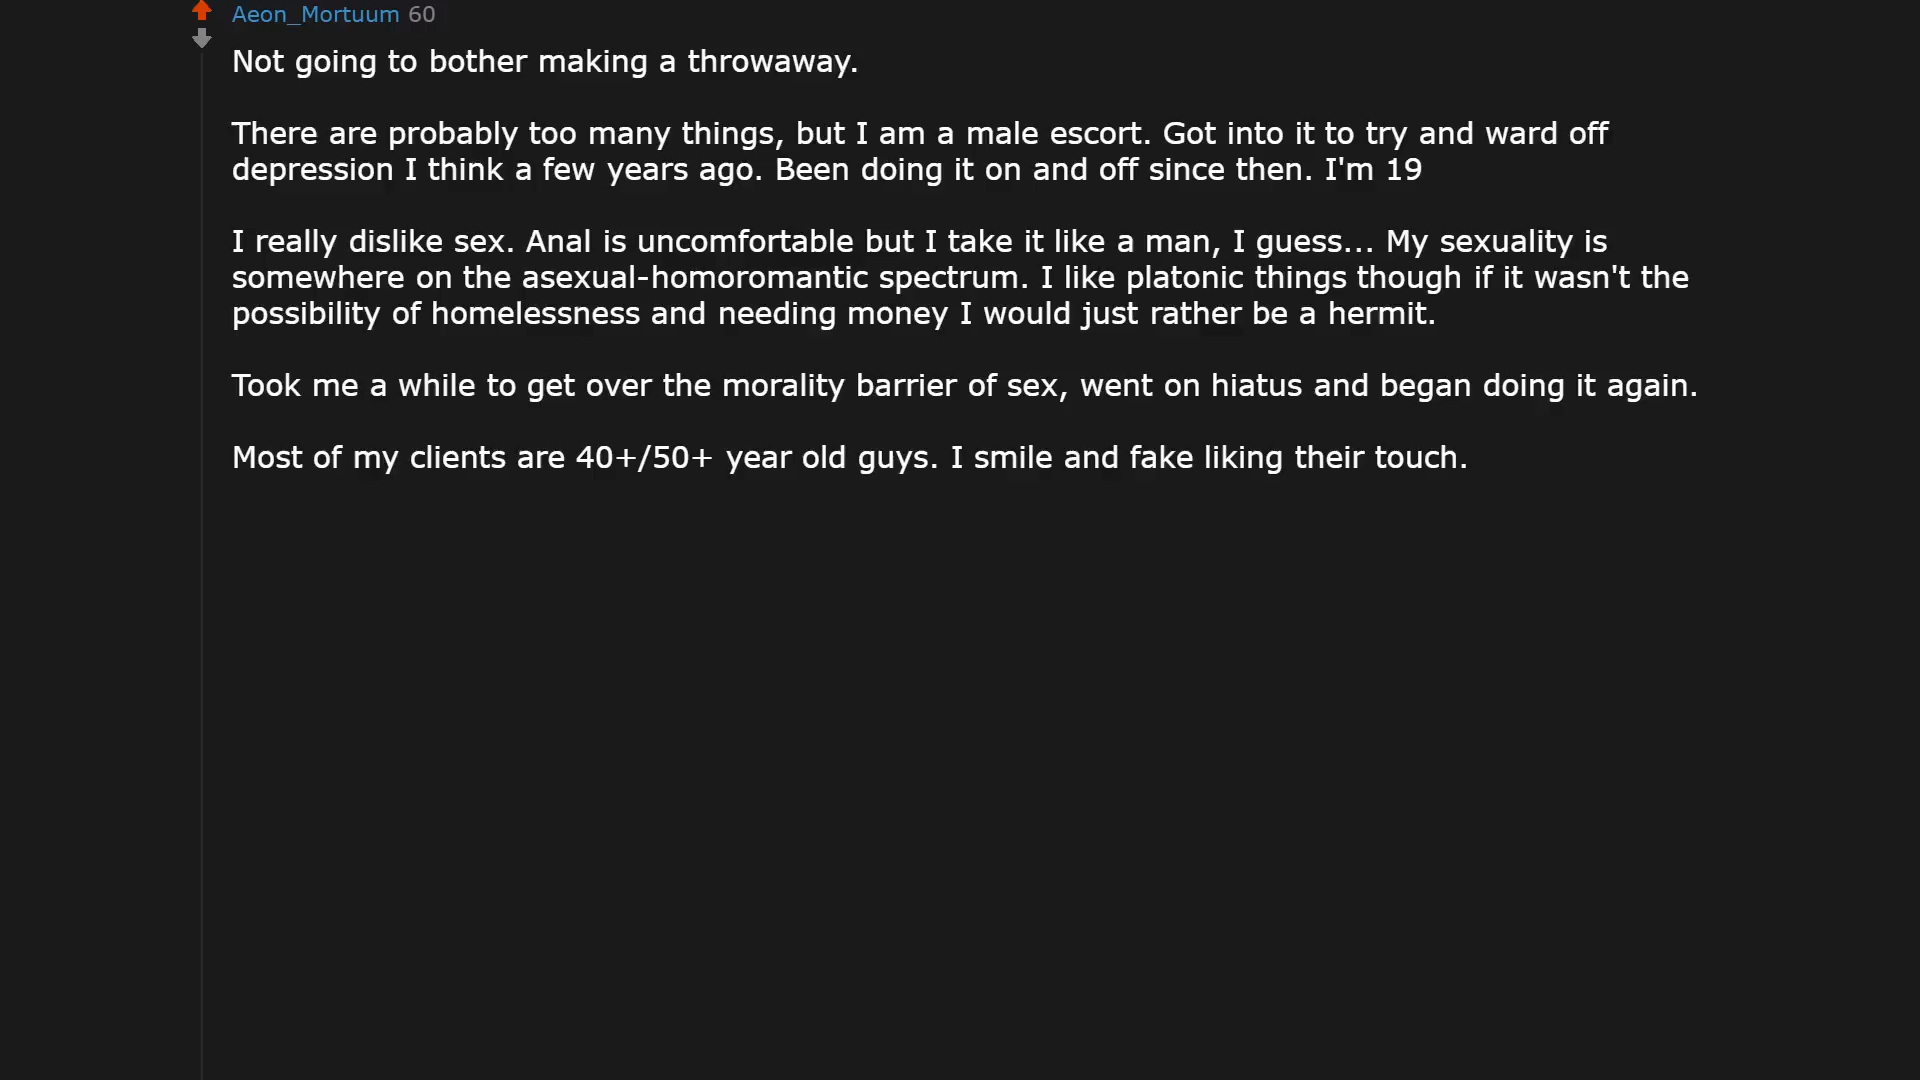 Aeon_Mortuum 60
Not going to bother making a throwaway.
There are probably too many things, but I am a male escort. Got into it to try and ward off
depression I think a few years ago. Been doing it on and off since then. I'm 19
I really dislike sex. Anal is uncomfortable but I take it like a man, I guess... My sexuality is
somewhere on the asexual-homoromantic spectrum. I like platonic things though if it wasn't the
possibility of homelessness and needing money I would just rather be a hermit.
Took me a while to get over the morality barrier of sex, went on hiatus and began doing it again.
Most of my clients are 40+/50+ year old guys. I smile and fake liking their touch.